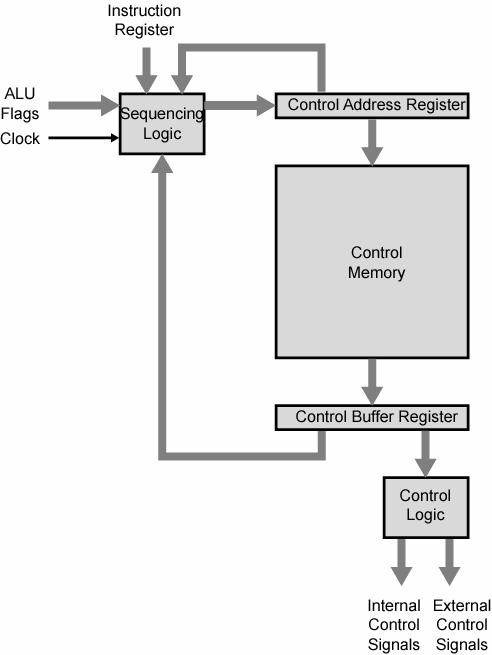 Instruction
Register
ALU
Flags
Clock
Sequencing
Logic
Control Address Register
Control
Memory
Control Buffer Register
Control
Logic
Internal
Control
Signals
External
Control
Signals